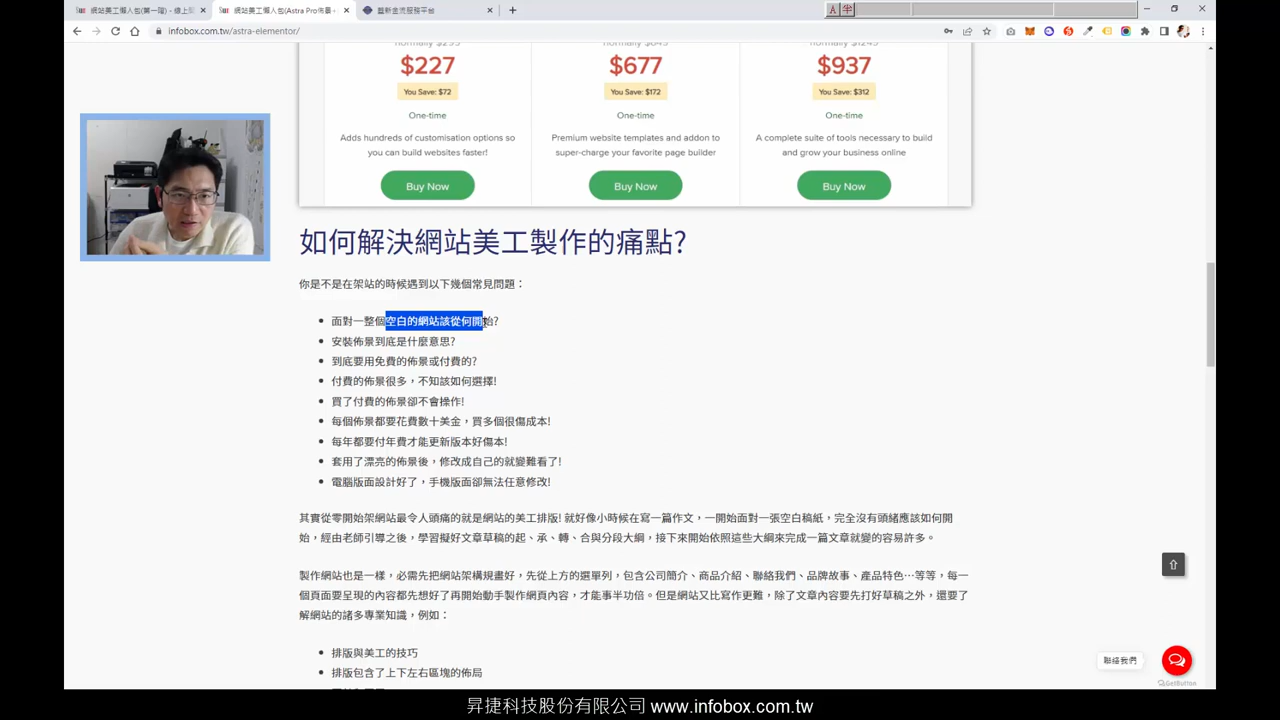 網站美工懶人包(第一階) - 線上課
網站美工懶人包(Astra Pro佈景+
藍新金流服務平台
A 半
infobox.com.tw/astra-elementor/
$227
$677
$937
You Save: $72
You Save: $172
You Save: $312
One-time
One-time
One-time
Adds hundreds of customisation options so you can build websites faster!
Premium website templates and addon to super-charge your favorite page builder
A complete suite of tools necessary to build and grow your business online
Buy Now
Buy Now
Buy Now
如何解決網站美工製作的痛點?
你是不是在架站的時候遇到以下幾個常見問題：
面對一整個空白的網站該從何開始?
安裝佈景到底是什麼意思?
到底要用免費的佈景或付費的?
付費的佈景很多，不知該如何選擇!
買了付費的佈景卻不會操作!
每個佈景都要花費數十美金，買多個很傷成本!
每年都要付年費才能更新版本好傷本!
套用了漂亮的佈景後，修改成自己的就變難看了!
電腦版面設計好了，手機版面卻無法任意修改!
其實從零開始架網站最令人頭痛的就是網站的美工排版! 就好像小時候在寫一篇作文，一開始面對一張空白稿紙，完全沒有頭緒應該如何開
始，經由老師引導之後，學習擬好文章草稿的起、承、轉、合與分段大綱，接下來開始依照這些大綱來完成一篇文章就變的容易許多。
製作網站也是一樣，必需先把網站架構規畫好，先從上方的選單列，包含公司簡介、商品介紹、聯絡我們、品牌故事、產品特色…等等，每一
個頁面要呈現的內容都先想好了再開始動手製作網頁內容，才能事半功倍。但是網站又比寫作更難，除了文章內容要先打好草稿之外，還要了
解網站的諸多專業知識，例如：
排版與美工的技巧
排版包含了上下左右區塊的佈局
聯絡我們
GetButton
昇捷科技股份有限公司 www.infobox.com.tw